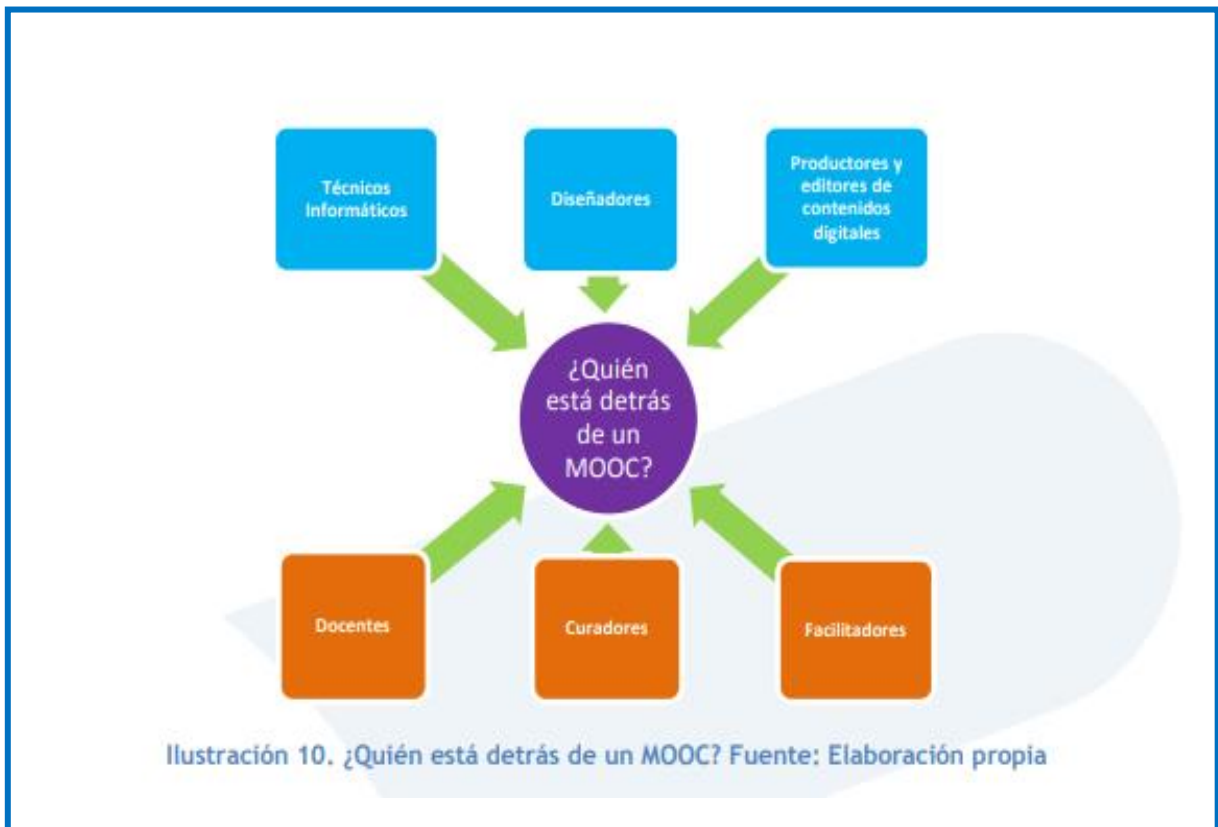 Técnicos
Informáticos
Diseñadores
Productores y
editores de
contenidos
digitales
¿Quién
está detrás
de un
MOOC?
Docentes
Curadores
Facilitadores
Ilustración 10. ¿Quién está detrás de un MOOC? Fuente: Elaboración propia